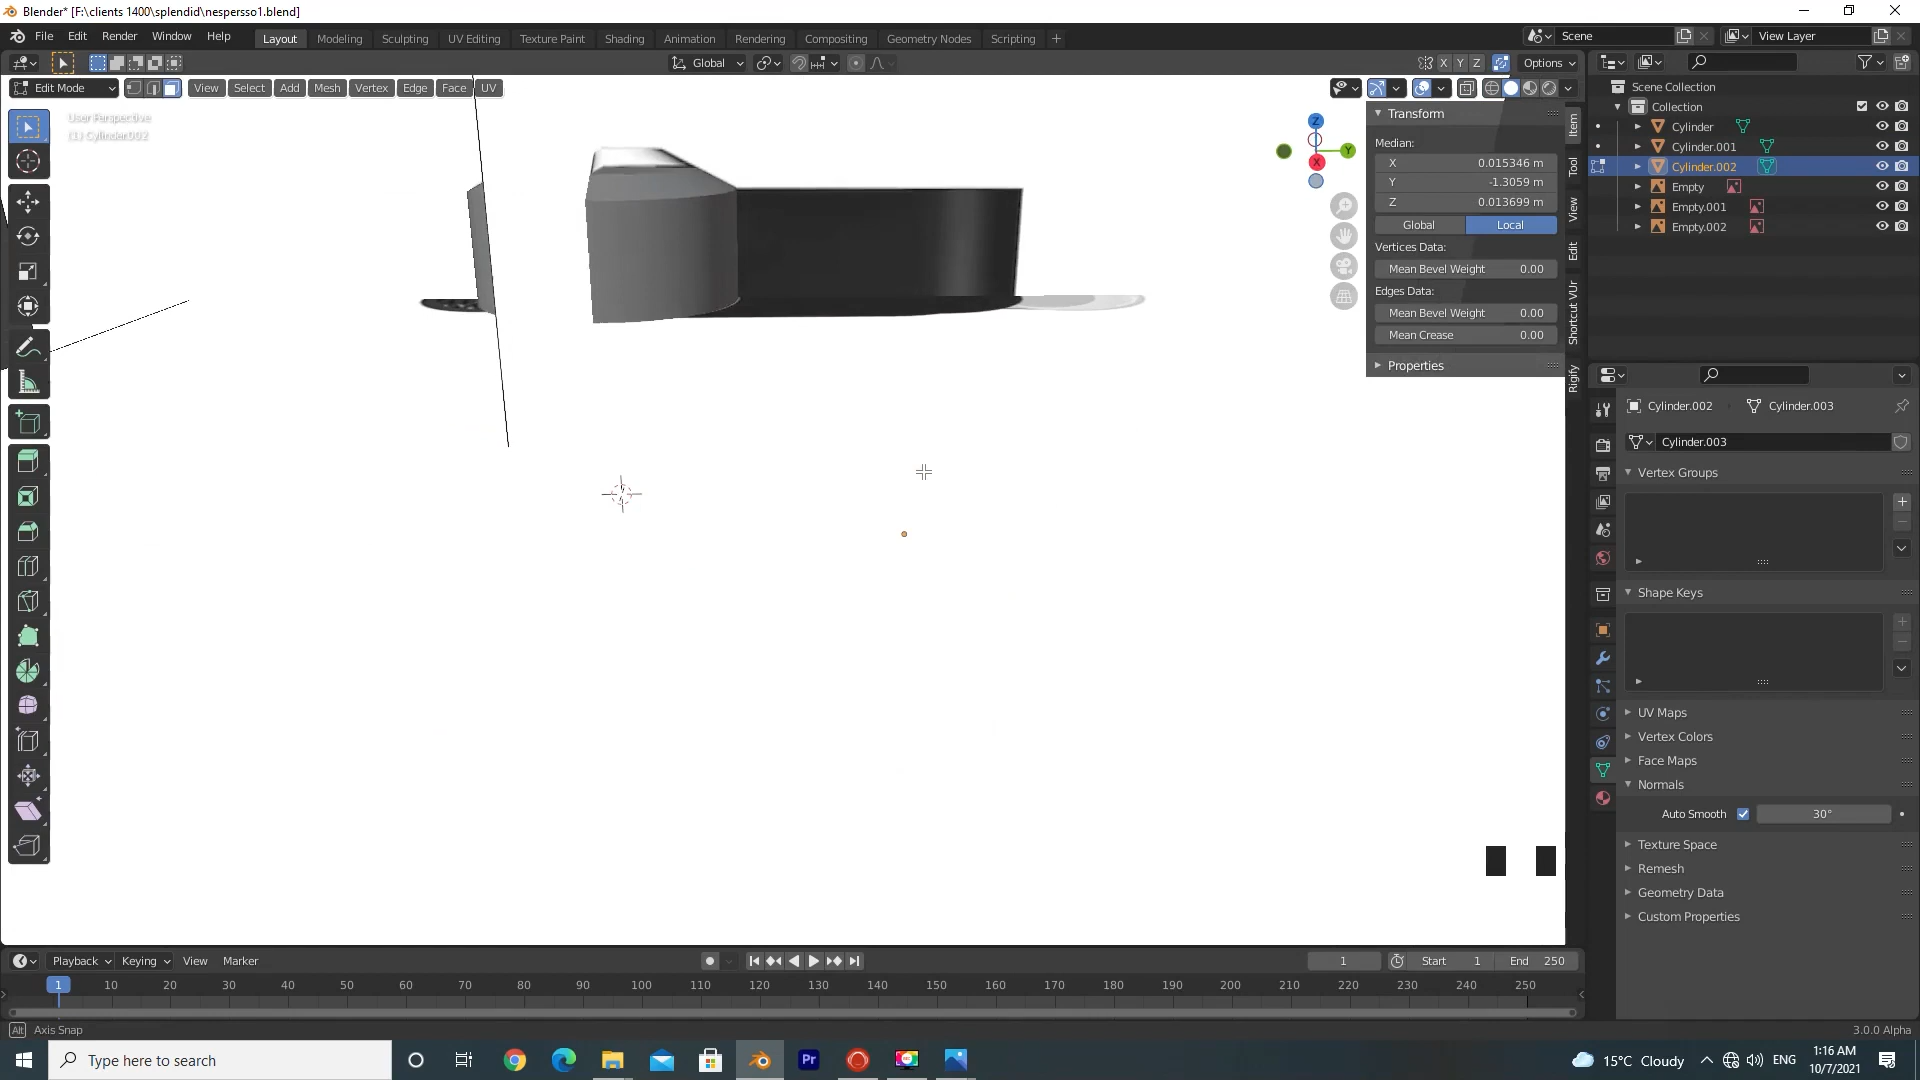 Blender* [F:\clients 1400\splendid\nespersso1.blend]
File Edit Render Window Help Layout Modeling Sculpting UV Editing Texture Paint Shading Animation Rendering Compositing Geometry Nodes Scripting + Scene View Layer
Global X Y Z Options
Edit Mode View Select Add Mesh Vertex Edge Face UV
User Perspective
(1) Cylinder.002
Z
Y
X
Transform
Median:
X 0.015346 m
Y -1.3059 m
Z 0.013699 m
Global Local
Vertices Data:
Mean Bevel Weight 0.00
Edges Data:
Mean Bevel Weight 0.00
Mean Crease 0.00
Properties
Item
Tool
View
Edit
Shortcut VUr
Rigify
Scene Collection
Collection
Cylinder
Cylinder.001
Cylinder.002
Empty
Empty.001
Empty.002
Cylinder.002 Cylinder.003
Cylinder.003
Vertex Groups
Shape Keys
UV Maps
Vertex Colors
Face Maps
Normals
Auto Smooth 30°
Texture Space
Remesh
Geometry Data
Custom Properties
Playback Keying View Marker 1 Start 1 End 250
1 10 20 30 40 50 60 70 80 90 100 110 120 130 140 150 160 170 180 190 200 210 220 230 240 250
Alt Axis Snap 3.0.0 Alpha
Type here to search Pr 15°C Cloudy ENG 1:16 AM
10/7/2021